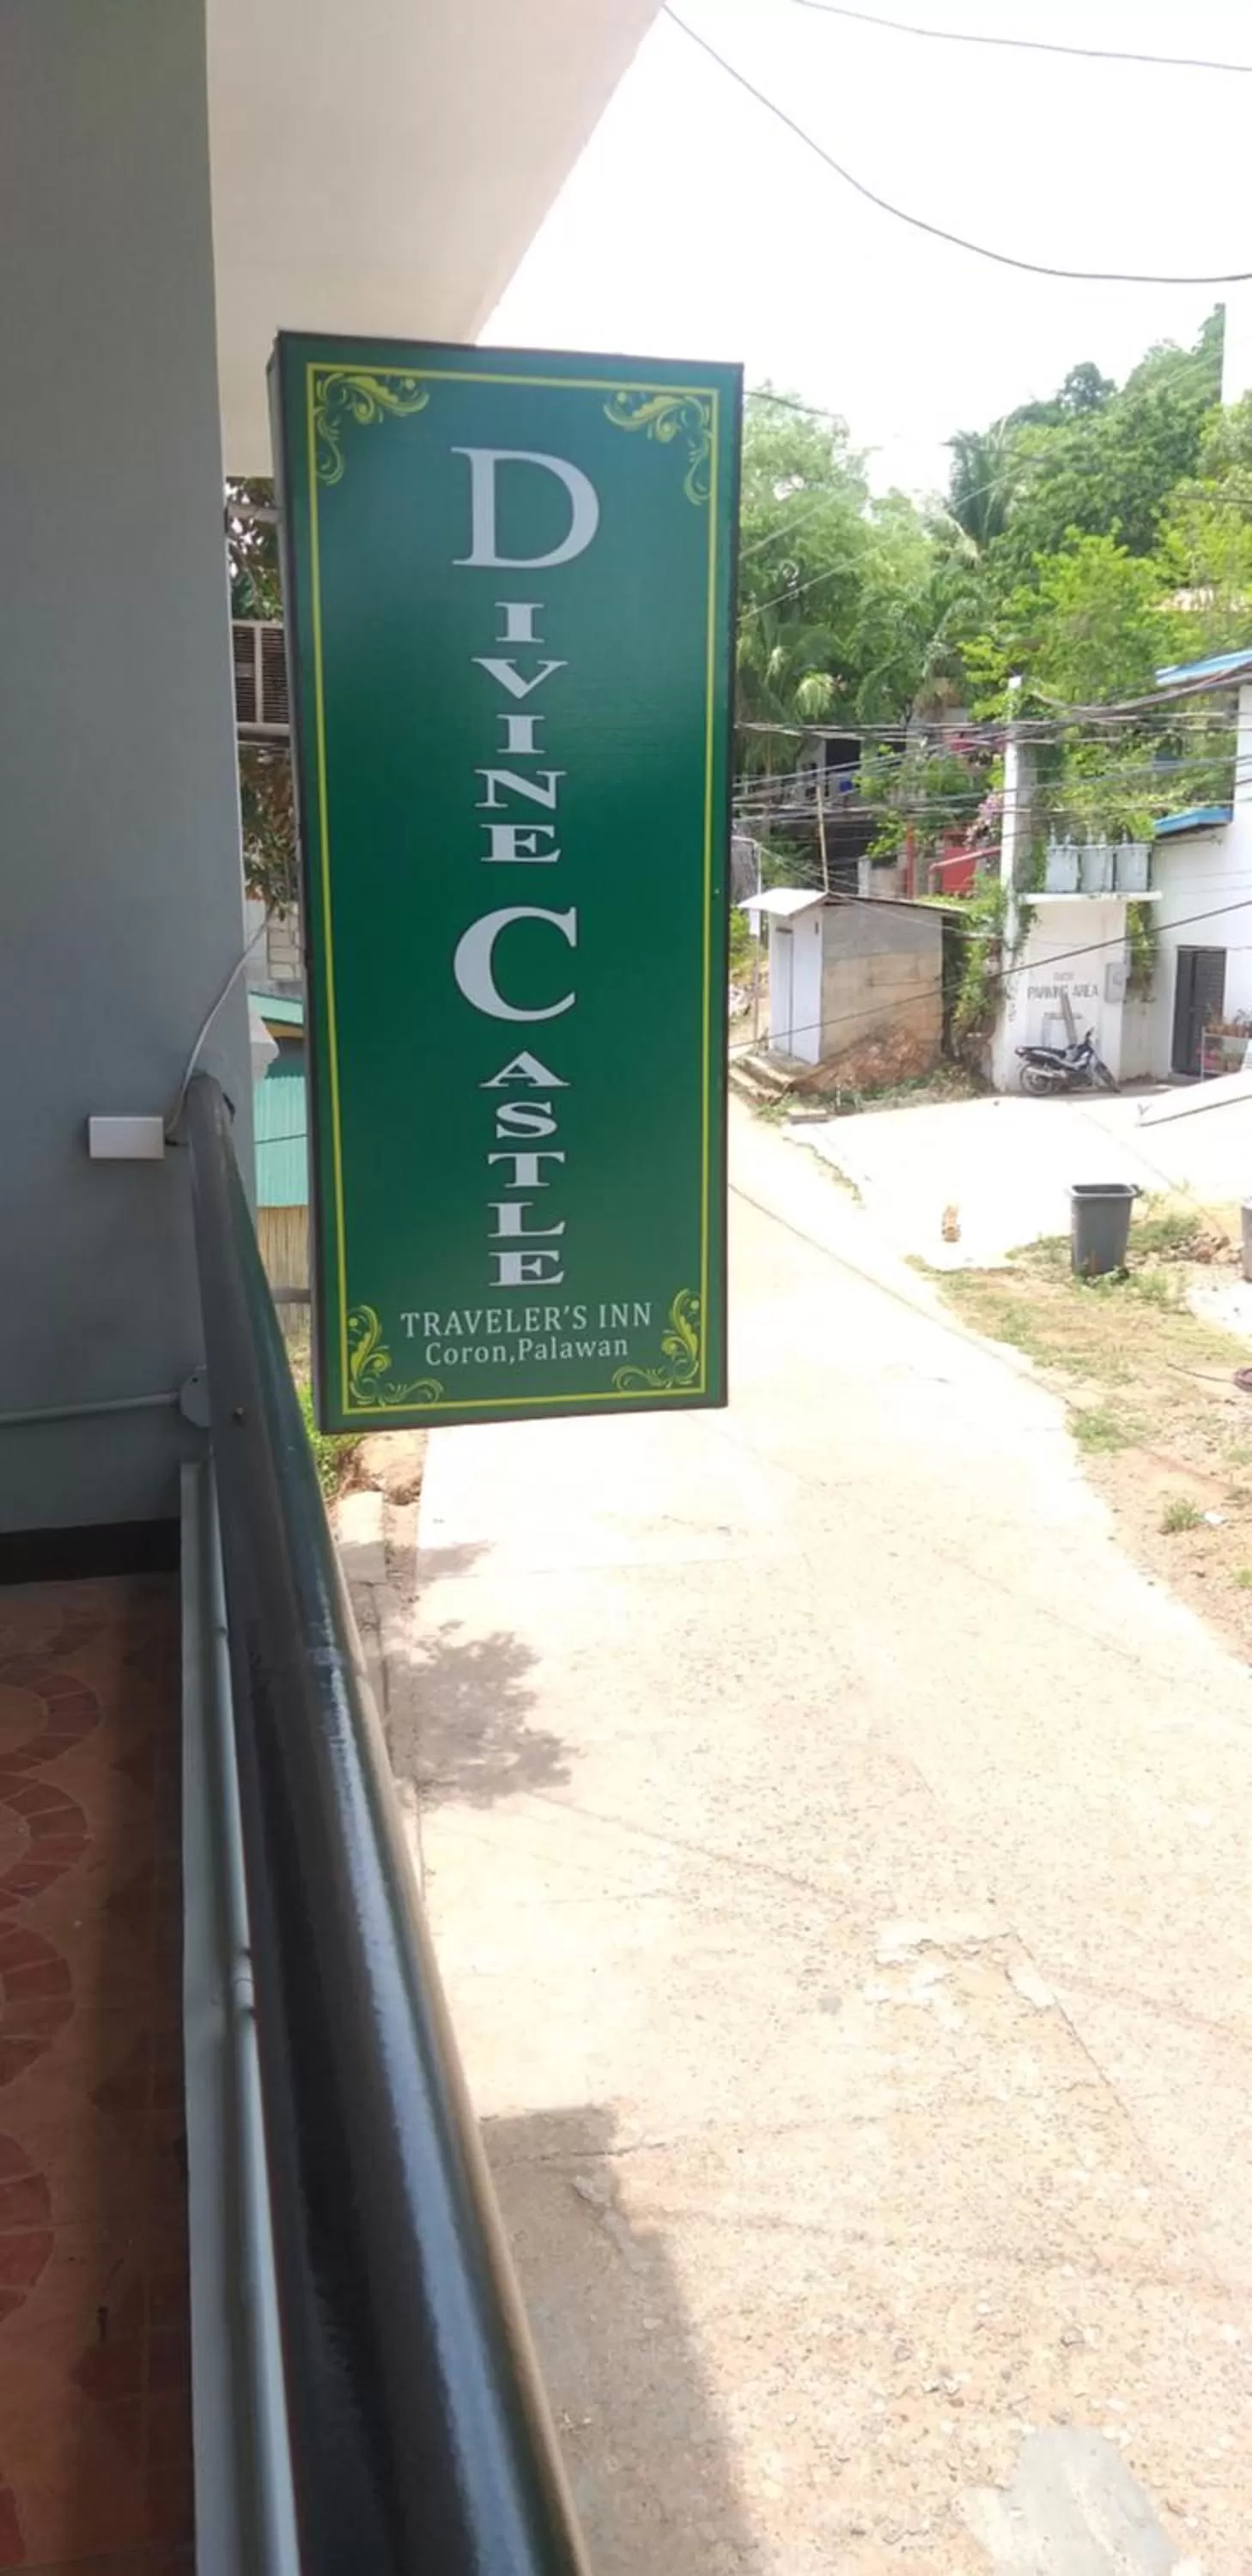 DIVINE
CASTLE
TRAVELER'S INN
Coron,Palawan
PARKING AREA